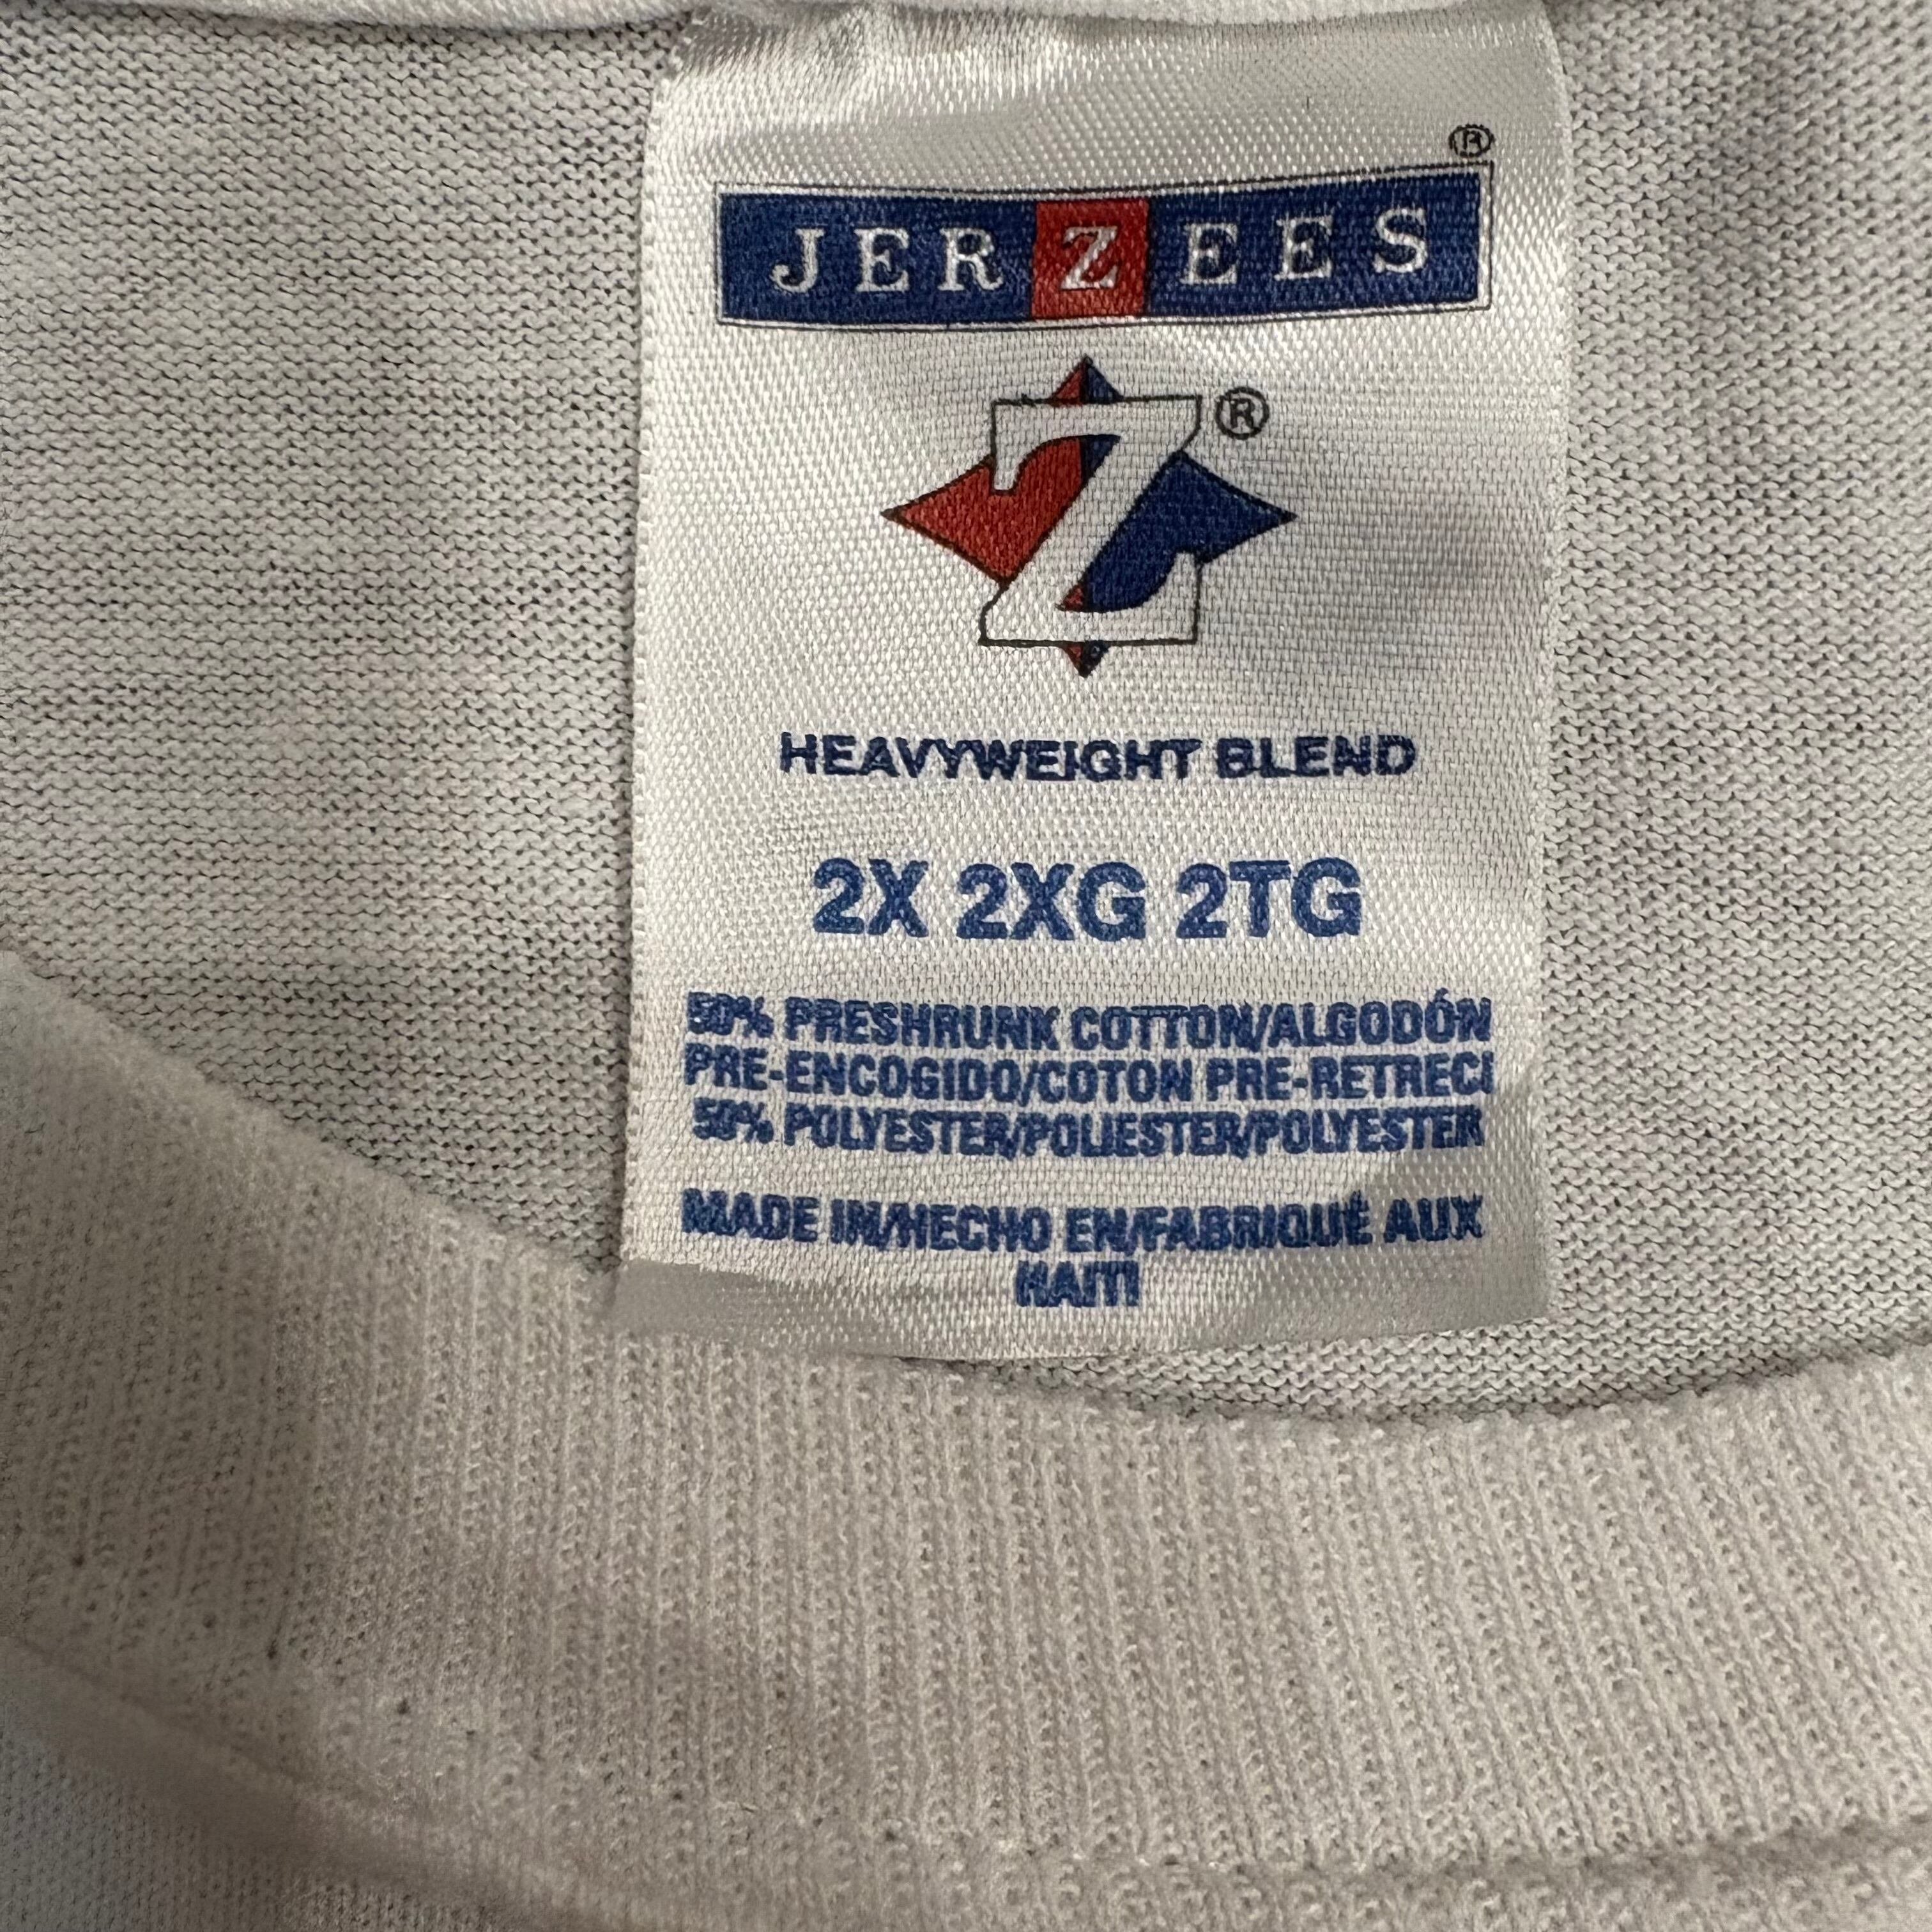 ®
JERZEES
Z®
HEAVYWEIGHT BLEND
2X 2XG 2TG
50% PRESHRUNK COTTON/ALGODÓN
PRE-ENCOGIDO/COTON PRE-RETRECI
50% POLYESTER/POLIESTER/POLYESTER
MADE IN/HECHO EN/FABRIQUÉ AUX
HAITI